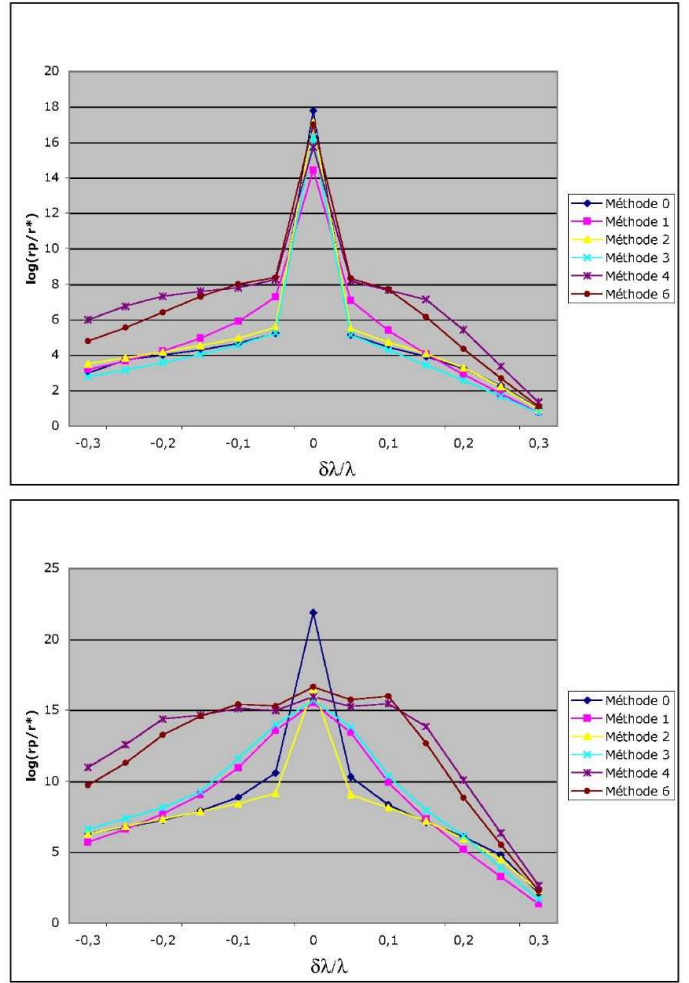 20
18
16
14
12
10
8
6
4
2
0
log(rp/r*)
-0,3 -0,2 -0,1 0 0,1 0,2 0,3
δλ/λ
Méthode 0
Méthode 1
Méthode 2
Méthode 3
Méthode 4
Méthode 6
25
20
15
10
5
0
log(rp/r*)
-0,3 -0,2 -0,1 0 0,1 0,2 0,3
δλ/λ
Méthode 0
Méthode 1
Méthode 2
Méthode 3
Méthode 4
Méthode 6